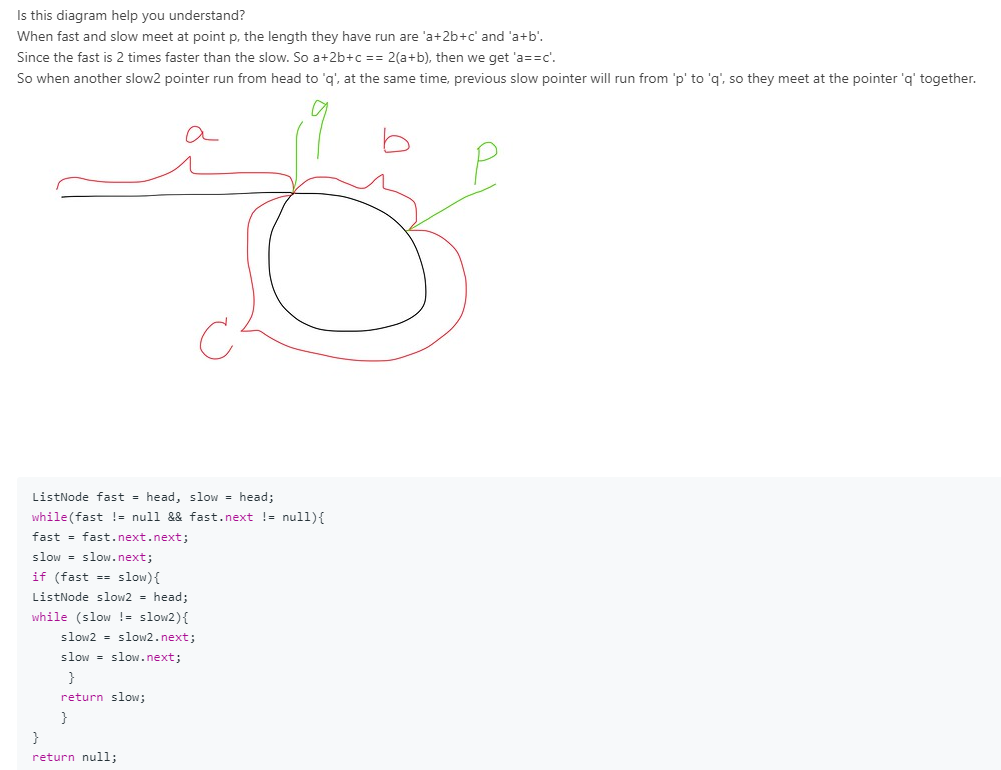 Is this diagram help you understand?
When fast and slow meet at point p, the length they have run are 'a+2b+c' and 'a+b'.
Since the fast is 2 times faster than the slow. So a+2b+c == 2(a+b), then we get 'a==c'.
So when another slow2 pointer run from head to 'q', at the same time, previous slow pointer will run from 'p' to 'q', so they meet at the pointer 'q' together.
a
q
b
p
C
ListNode fast = head, slow = head;
while(fast != null && fast.next != null){
fast = fast.next.next;
slow = slow.next;
if (fast == slow){
ListNode slow2 = head;
while (slow != slow2){
slow2 = slow2.next;
slow = slow.next;
}
return slow;
}
}
return null;